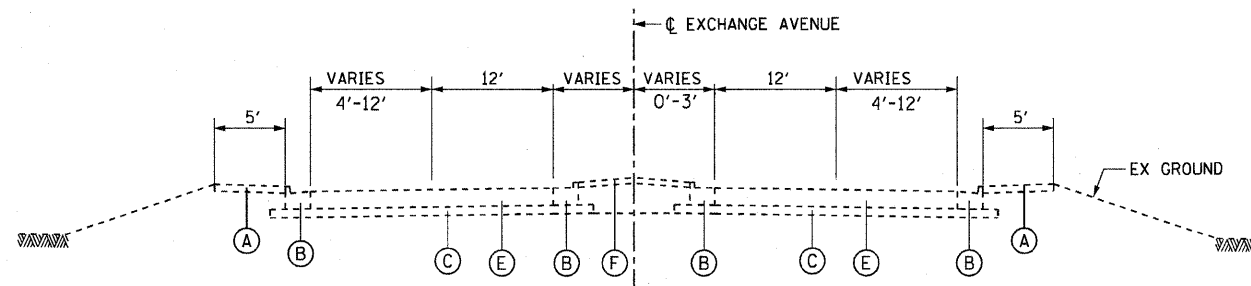 ℄ EXCHANGE AVENUE
VARIES 12' VARIES VARIES 12' VARIES
4'-12' 0'-3' 4'-12'
5' 5'
EX GROUND
A B C E B F B C E B A